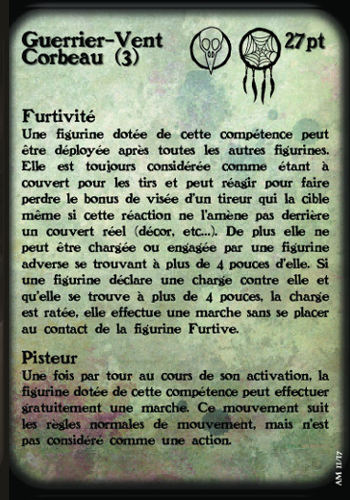 Guerrier-Vent
Corbeau (3)
27 pt
Furtivité
Une figurine dotée de cette compétence peut
être déployée après toutes les autres figurines.
Elle est toujours considérée comme étant à
couvert pour les tirs et peut réagir pour faire
perdre le bonus de visée d'un tireur qui la cible
même si cette réaction ne l'amène pas derrière
un couvert réel (décor, etc...). De plus elle ne
peut être chargée ou engagée par une figurine
adverse se trouvant à plus de 4 pouces d'elle. Si
une figurine déclare une charge contre elle et
qu'elle se trouve à plus de 4 pouces, la charge
est ratée, elle effectue une marche sans se placer
au contact de la figurine Furtive.
Pisteur
Une fois par tour au cours de son activation, la
figurine dotée de cette compétence peut effectuer
gratuitement une marche. Ce mouvement suit
les règles normales de mouvement, mais n'est
pas considéré comme une action.
AM 11/17